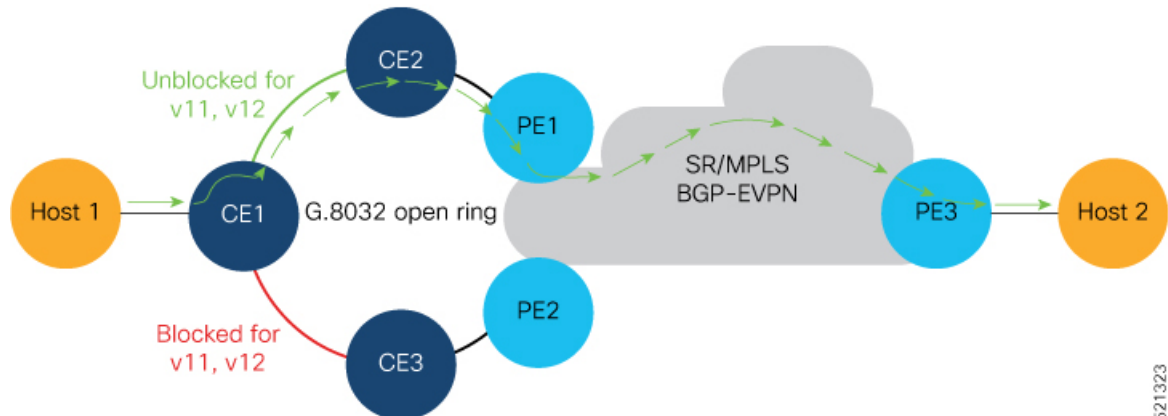 CE2
Unblocked for
v11, v12
PE1
SR/MPLS
BGP-EVPN
Host 1
CE1
G.8032 open ring
PE3
Host 2
PE2
Blocked for
v11, v12
CE3
521323